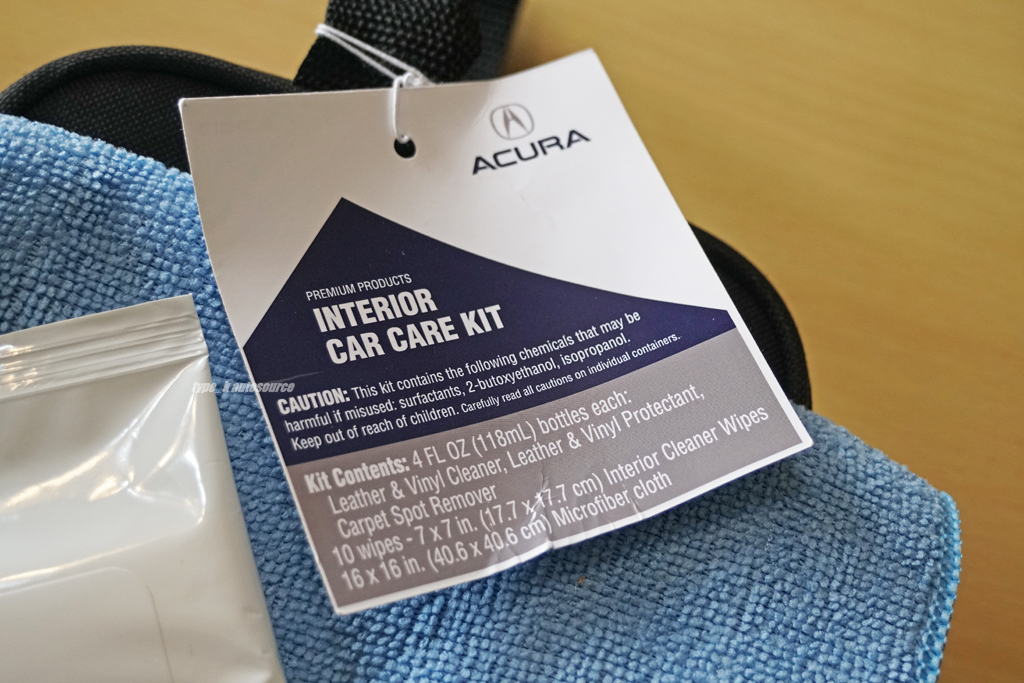 ACURA
PREMIUM PRODUCTS
INTERIOR
CAR CARE KIT
CAUTION: This kit contains the following chemicals that may be
harmful if misused: surfactants, 2-butoxyethanol, isopropanol.
Keep out of reach of children. Carefully read all cautions on individual containers.
Kit Contents: 4 FL OZ (118mL) bottles each:
Leather & Vinyl Cleaner, Leather & Vinyl Protectant,
Carpet Spot Remover
10 wipes - 7 x 7 in. (17.7 x 17.7 cm) Interior Cleaner Wipes
16 x 16 in. (40.6 x 40.6 cm) Microfiber cloth